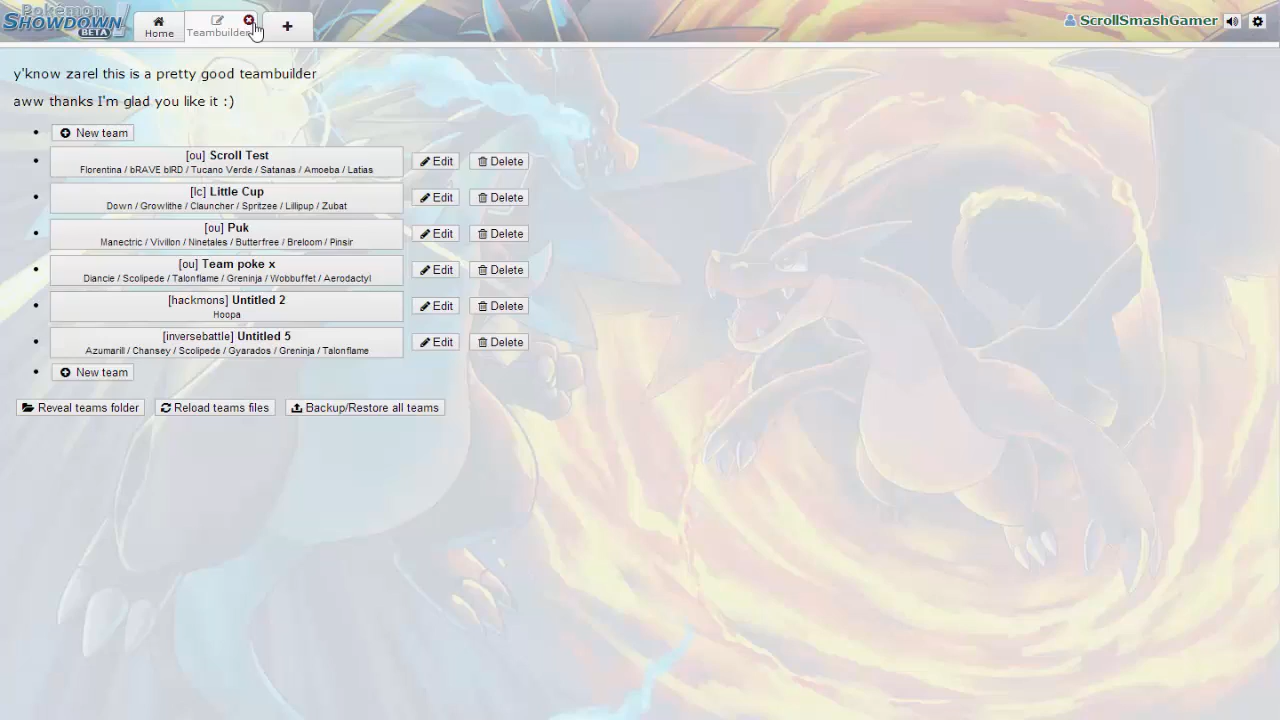 Pokémon
SHOWDOWN!
BETA
Home
Teambuilder
ScrollSmashGamer
y'know zarel this is a pretty good teambuilder
aww thanks I'm glad you like it :)
New team
[ou] Scroll Test
Florentina / bRAVE bIRD / Tucano Verde / Satanas / Amoeba / Latias
Edit
Delete
[lc] Little Cup
Down / Growlithe / Clauncher / Spritzee / Lillipup / Zubat
Edit
Delete
[ou] Puk
Manectric / Vivillon / Ninetales / Butterfree / Breloom / Pinsir
Edit
Delete
[ou] Team poke x
Diancie / Scolipede / Talonflame / Greninja / Wobbuffet / Aerodactyl
Edit
Delete
[hackmons] Untitled 2
Hoopa
Edit
Delete
[inversebattle] Untitled 5
Azumarill / Chansey / Scolipede / Gyarados / Greninja / Talonflame
Edit
Delete
New team
Reveal teams folder
Reload teams files
Backup/Restore all teams